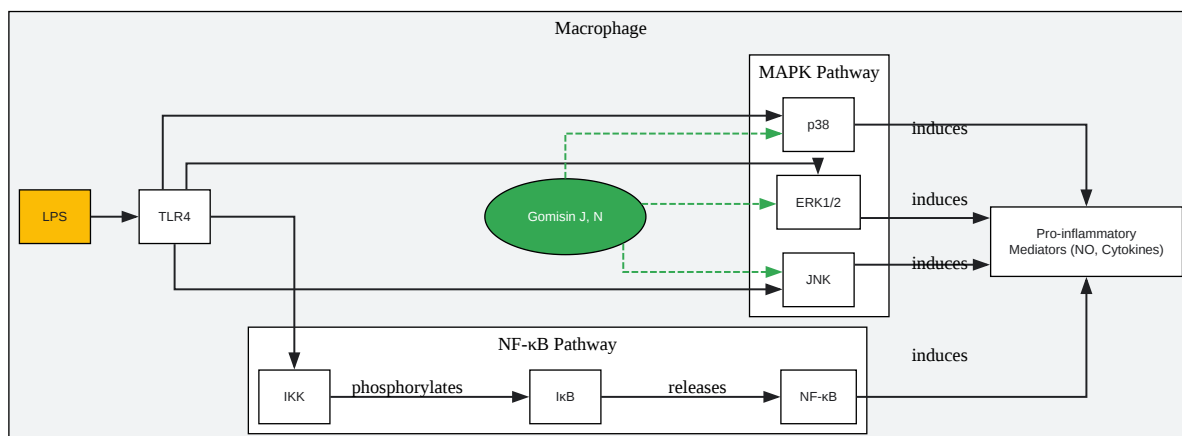 Macrophage
MAPK Pathway
p38
induces
LPS
TLR4
Gomisin J, N
ERK1/2
induces
Pro-inflammatory
Mediators (NO, Cytokines)
JNK
induces
NF-κB Pathway
induces
IKK
phosphorylates
IκB
releases
NF-κB